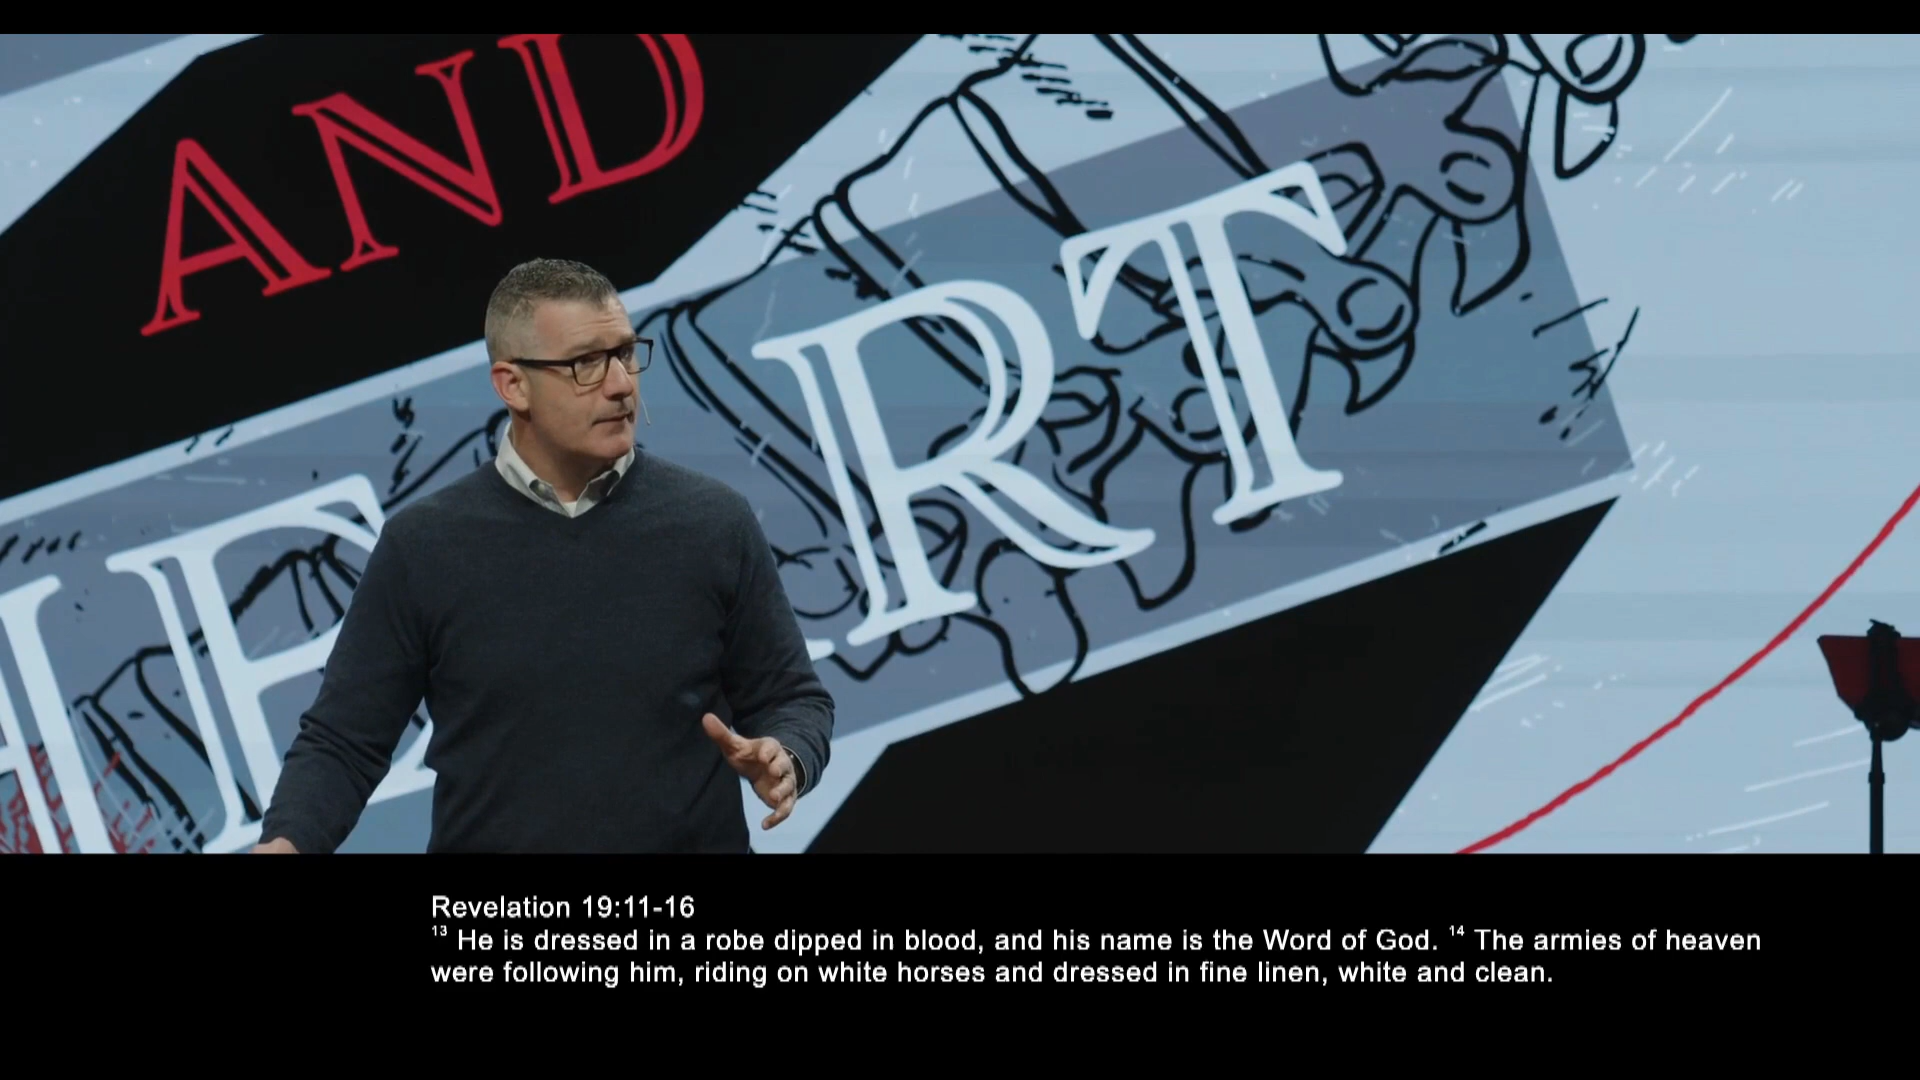 AND
HE RT
Revelation 19:11-16
¹³ He is dressed in a robe dipped in blood, and his name is the Word of God. ¹⁴ The armies of heaven
were following him, riding on white horses and dressed in fine linen, white and clean.